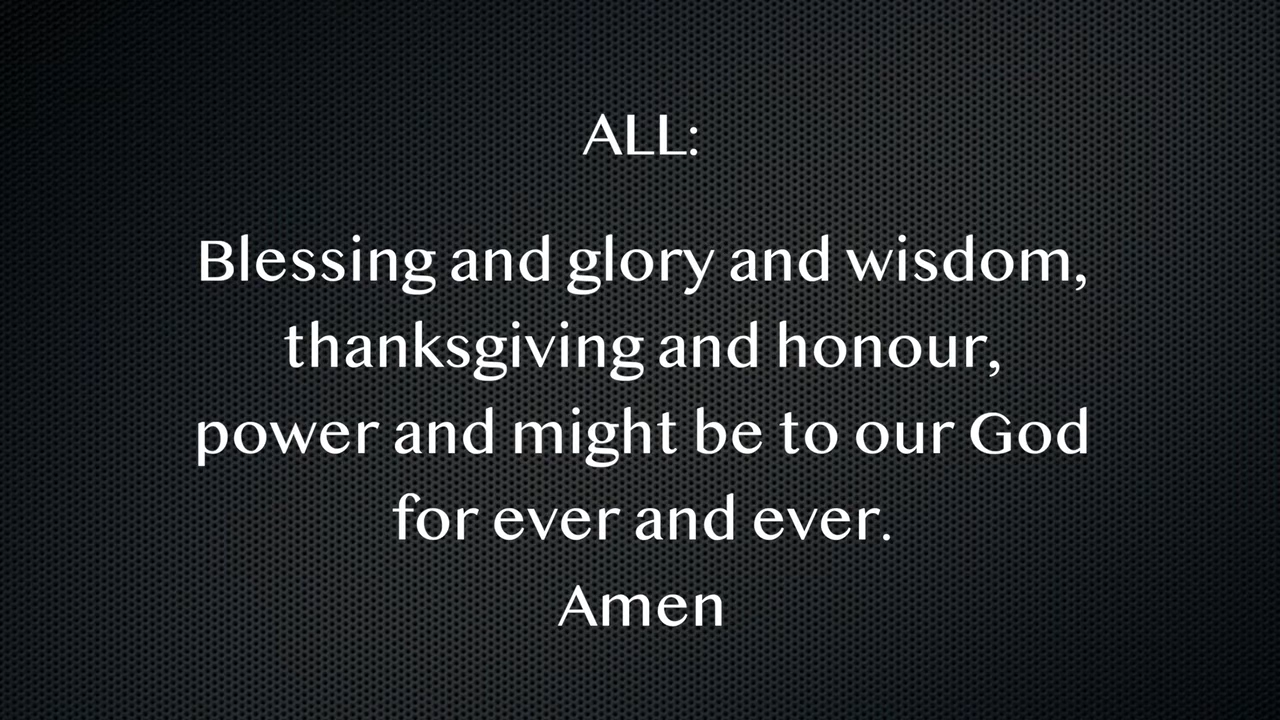 ALL:
Blessing and glory and wisdom,
thanksgiving and honour,
power and might be to our God
for ever and ever.
Amen